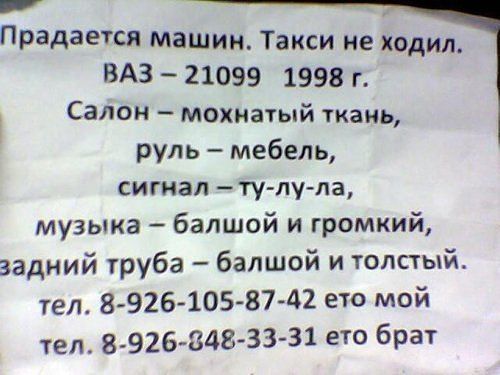 Прадается машин. Такси не ходил.
ВАЗ – 21099 1998 г.
Салон – мохнатый ткань,
руль – мебель,
сигнал – ту-лу-ла,
музыка – балшой и громкий,
задний труба – балшой и толстый.
тел. 8-926-105-87-42 ето мой
тел. 8-926-848-33-31 ето брат